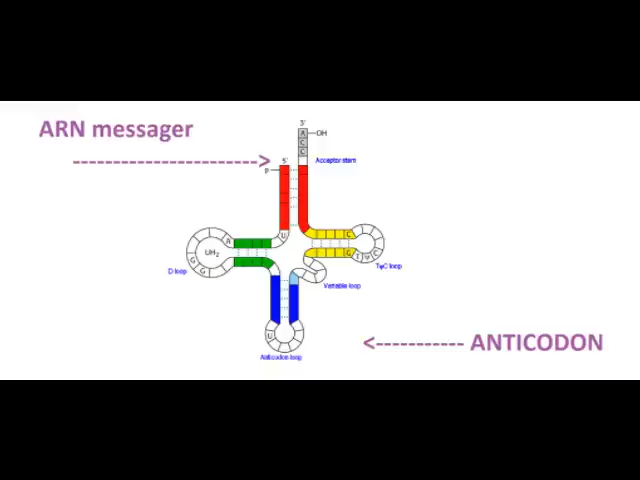 ARN messager
----------------------->
3'
A
OH
C
C
5'
Acceptor stem
P
U
A
C
UH2
G
G
G
T
Ψ
C
D loop
TψC loop
Variable loop
U
<----------- ANTICODON
Anticodon loop